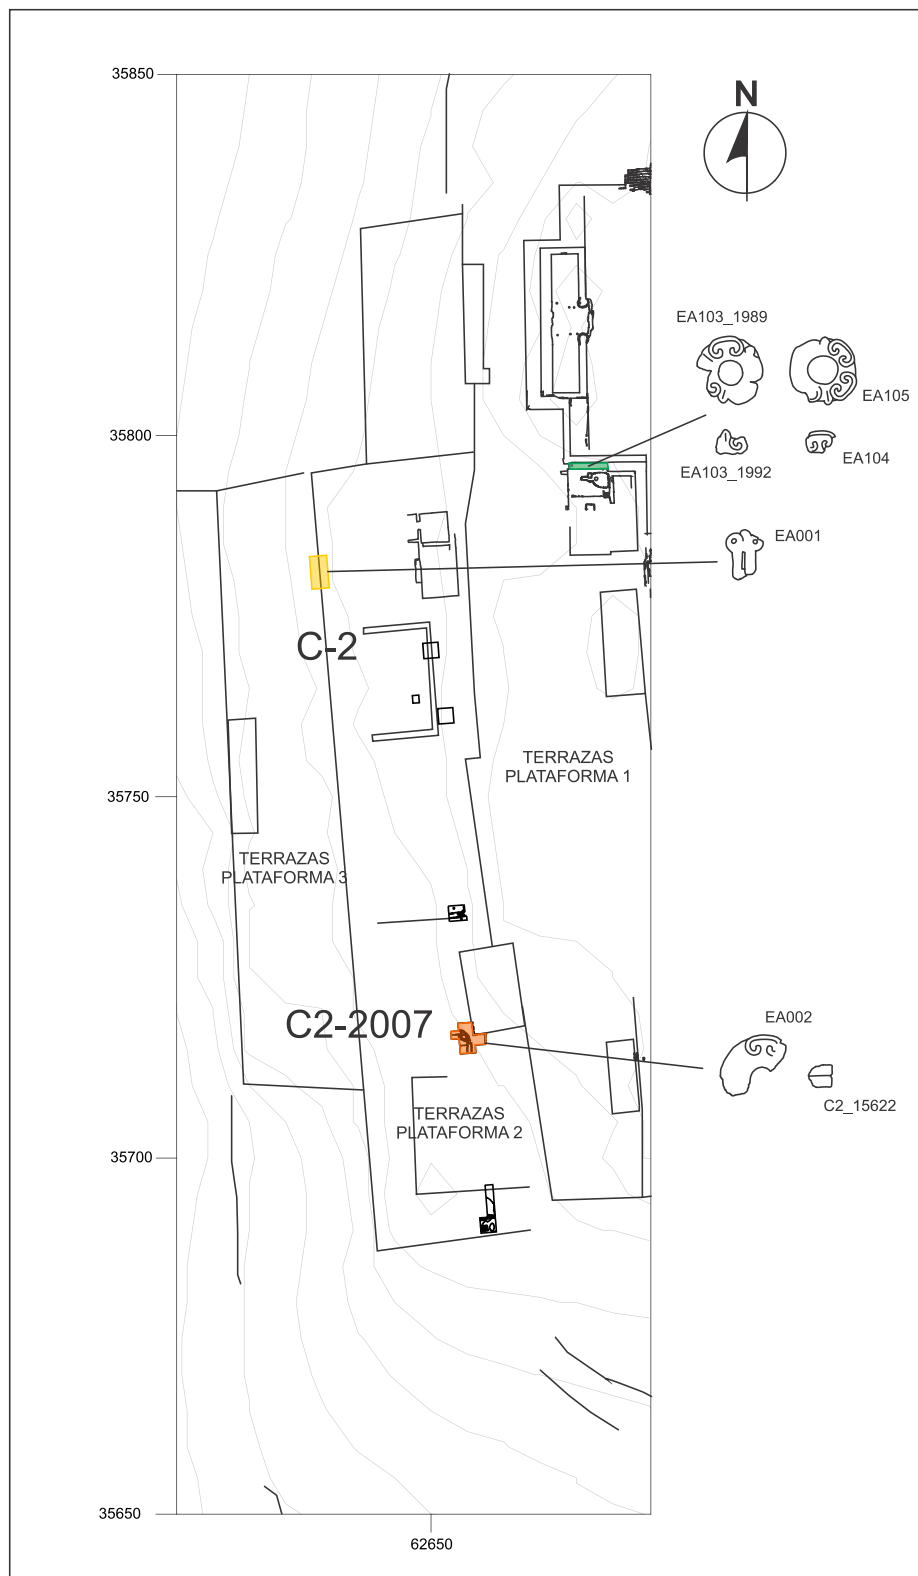 35850
N
EA103_1989
EA105
35800
EA103_1992
EA104
EA001
C-2
TERRAZAS
PLATAFORMA 1
35750
TERRAZAS
PLATAFORMA 3
C2-2007
EA002
C2_15622
TERRAZAS
PLATAFORMA 2
35700
35650
62650